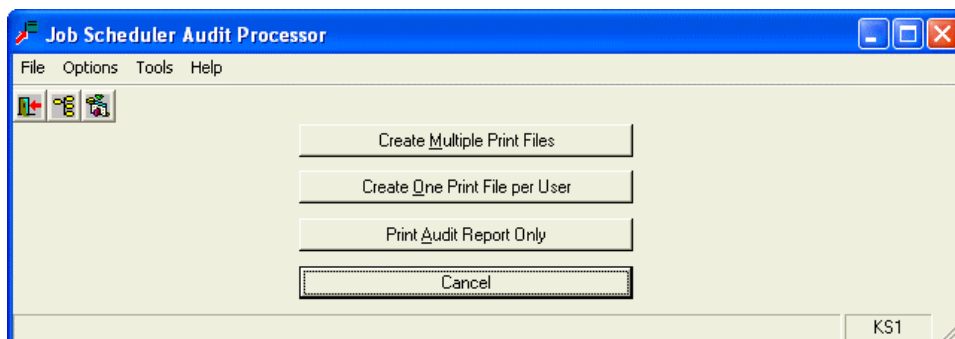 Job Scheduler Audit Processor
File Options Tools Help
Create Multiple Print Files
Create One Print File per User
Print Audit Report Only
Cancel
KS1